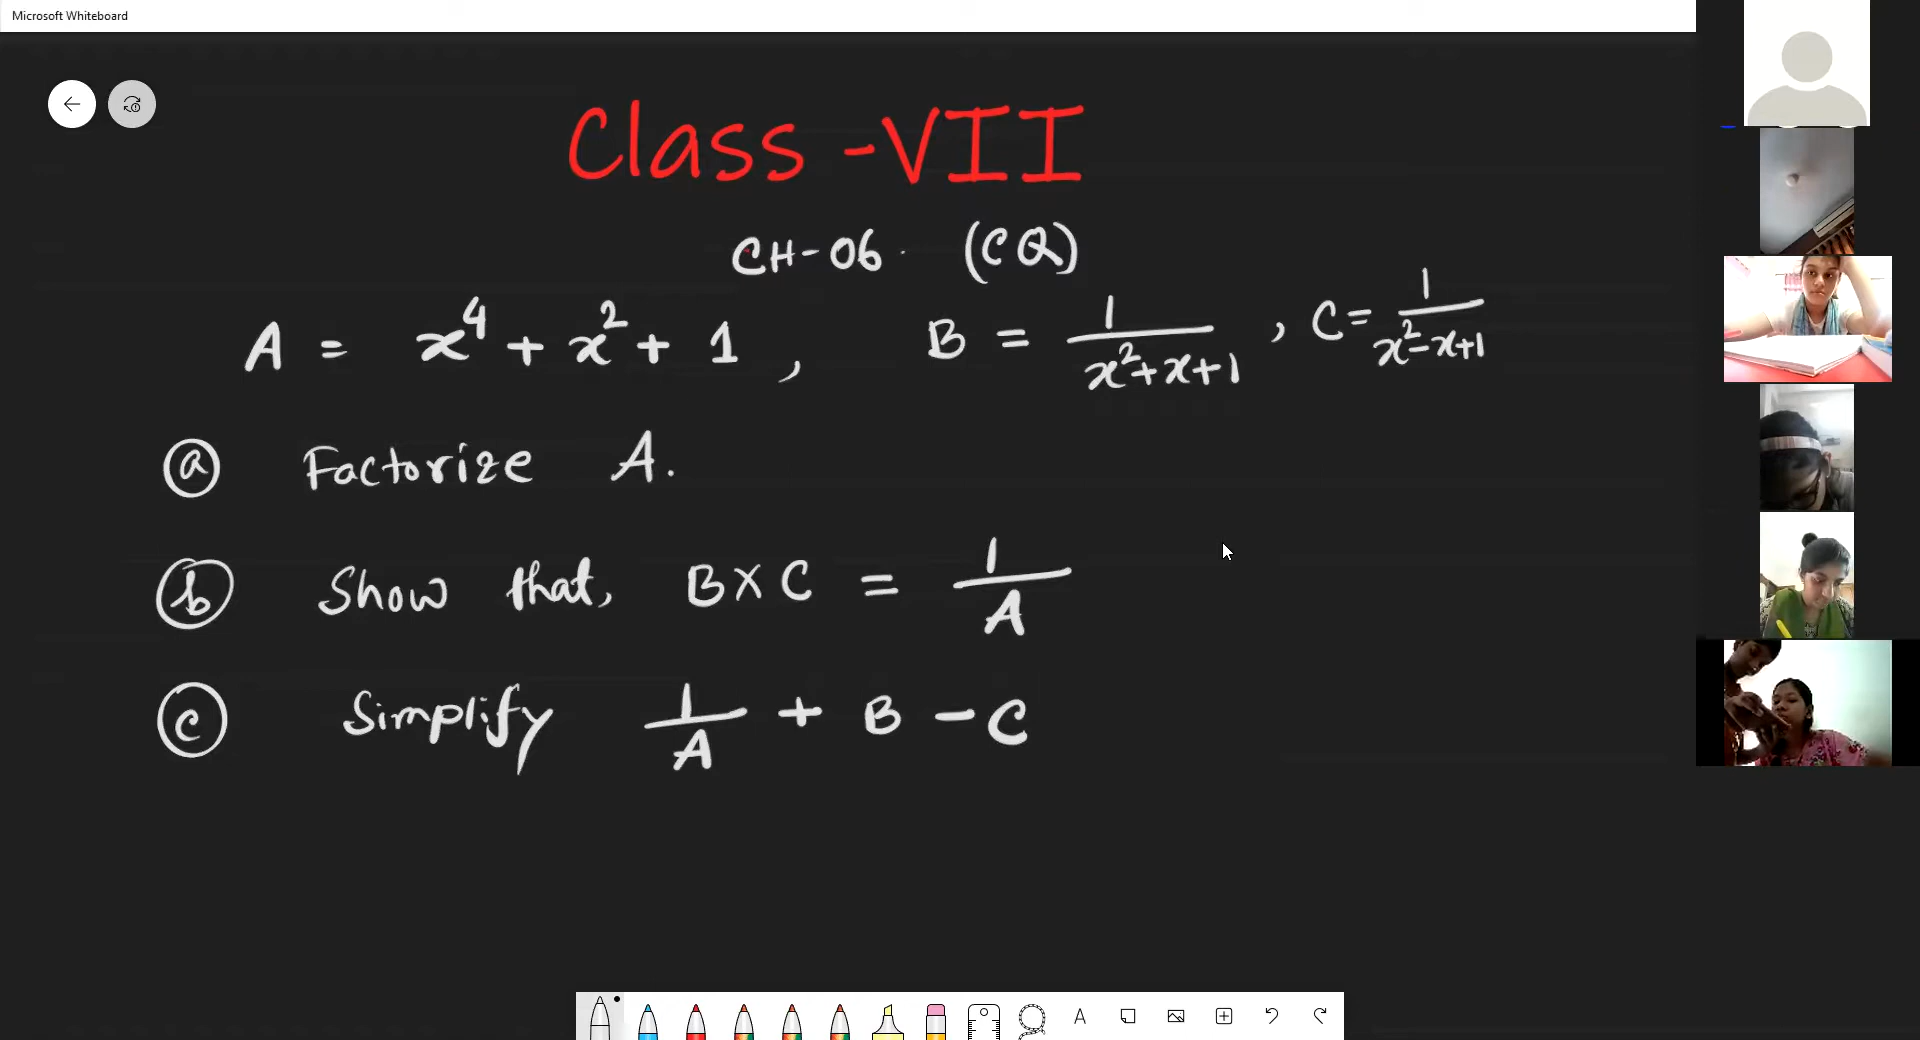 Microsoft Whiteboard
Class - VII
CH - 06 . (CQ)
A = x⁴ + x² + 1 , B = 1/(x²+x+1) , C = 1/(x²-x+1)
ⓐ Factorize A.
ⓑ Show that, B × C = 1/A
ⓒ Simplify 1/A + B - C